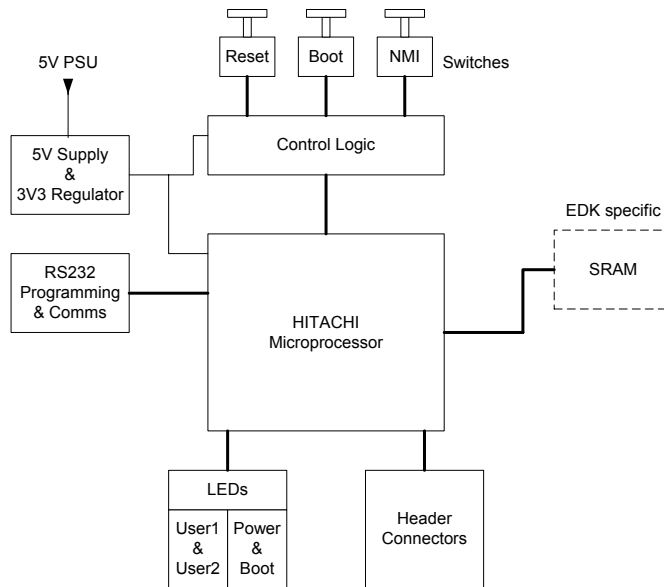 Reset
Boot
NMI
Switches
5V PSU
5V Supply
&
3V3 Regulator
Control Logic
EDK specific
SRAM
RS232
Programming
& Comms
HITACHI
Microprocessor
LEDs
User1
&
User2
Power
&
Boot
Header
Connectors